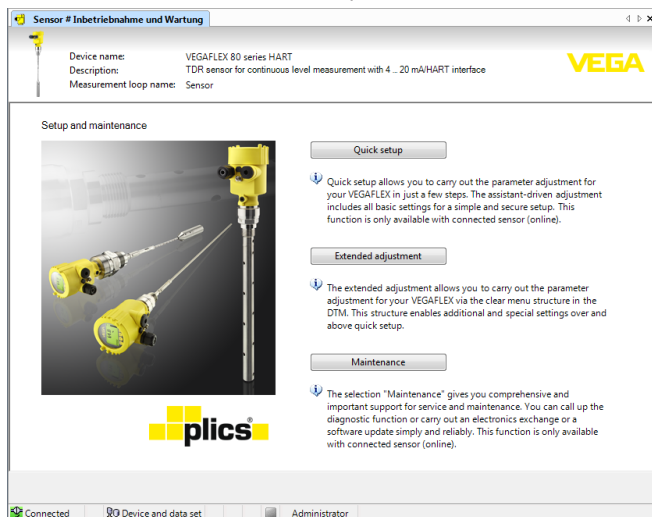 Sensor # Inbetriebnahme und Wartung
Device name: VEGAFLEX 80 series HART
Description: TDR sensor for continuous level measurement with 4 .. 20 mA/HART interface
Measurement loop name: Sensor
VEGA
Setup and maintenance
Quick setup
Quick setup allows you to carry out the parameter adjustment for
your VEGAFLEX in just a few steps. The assistant-driven adjustment
includes all basic settings for a simple and secure setup. This
function is only available with connected sensor (online).
Extended adjustment
The extended adjustment allows you to carry out the parameter
adjustment for your VEGAFLEX via the clear menu structure in the
DTM. This structure enables additional and special settings over and
above quick setup.
Maintenance
The selection "Maintenance" gives you comprehensive and
important support for service and maintenance. You can call up the
diagnostic function or carry out an electronics exchange or a
software update simply and reliably. This function is only available
with connected sensor (online).
plics®
Connected Device and data set Administrator